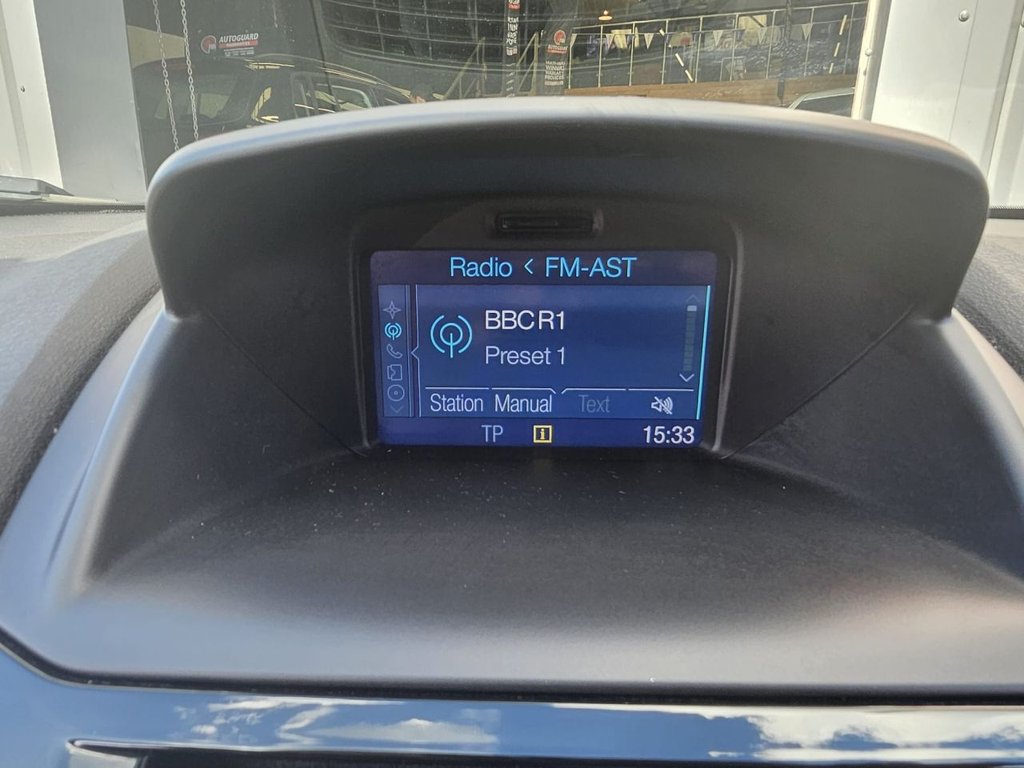 AUTOGUARD
Radio < FM-AST
BBC R1
Preset 1
Station Manual Text
TP i 15:33